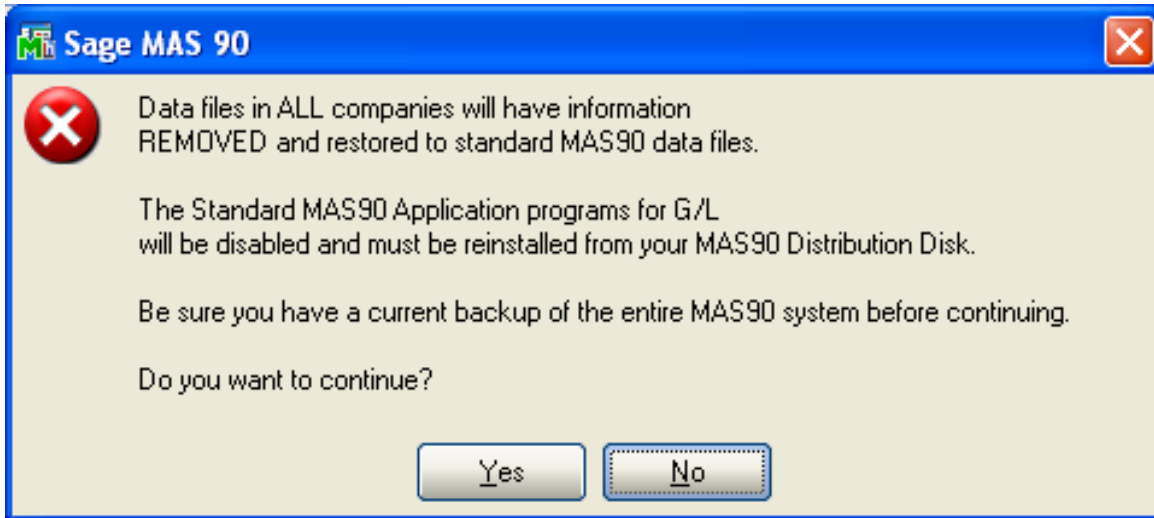 Sage MAS 90
Data files in ALL companies will have information
REMOVED and restored to standard MAS90 data files.
The Standard MAS90 Application programs for G/L
will be disabled and must be reinstalled from your MAS90 Distribution Disk.
Be sure you have a current backup of the entire MAS90 system before continuing.
Do you want to continue?
Yes
No